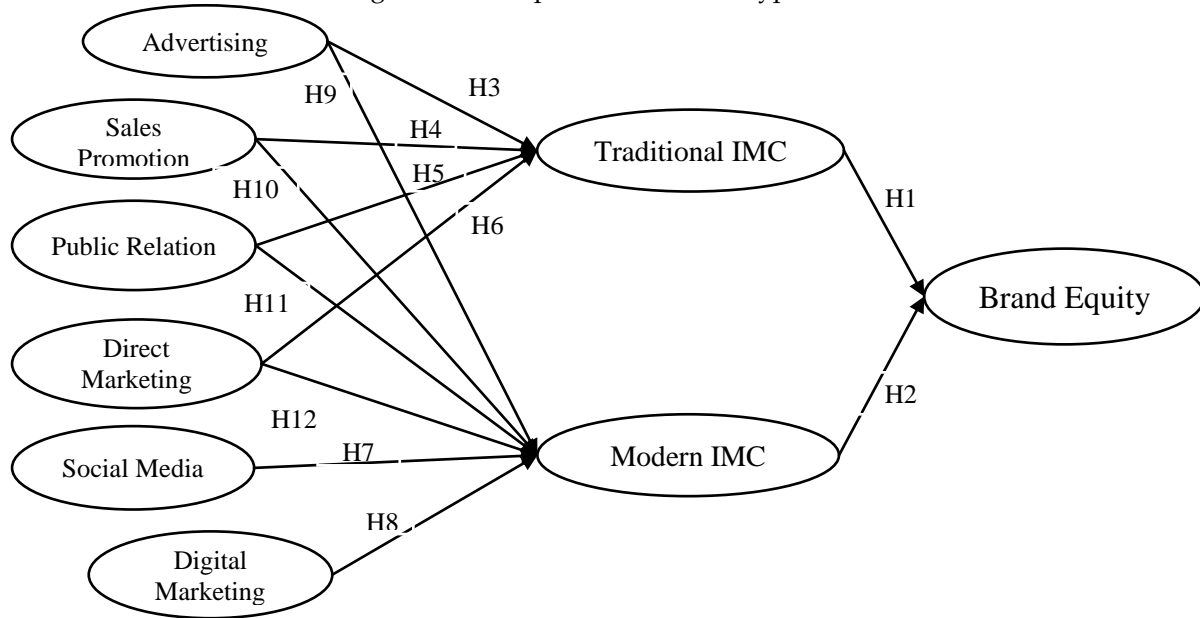 Advertising
H3
H9
Sales
Promotion
H4
Traditional IMC
H5
H10
H1
H6
Public Relation
Brand Equity
H11
Direct
Marketing
H2
H12
H7
Modern IMC
Social Media
H8
Digital
Marketing